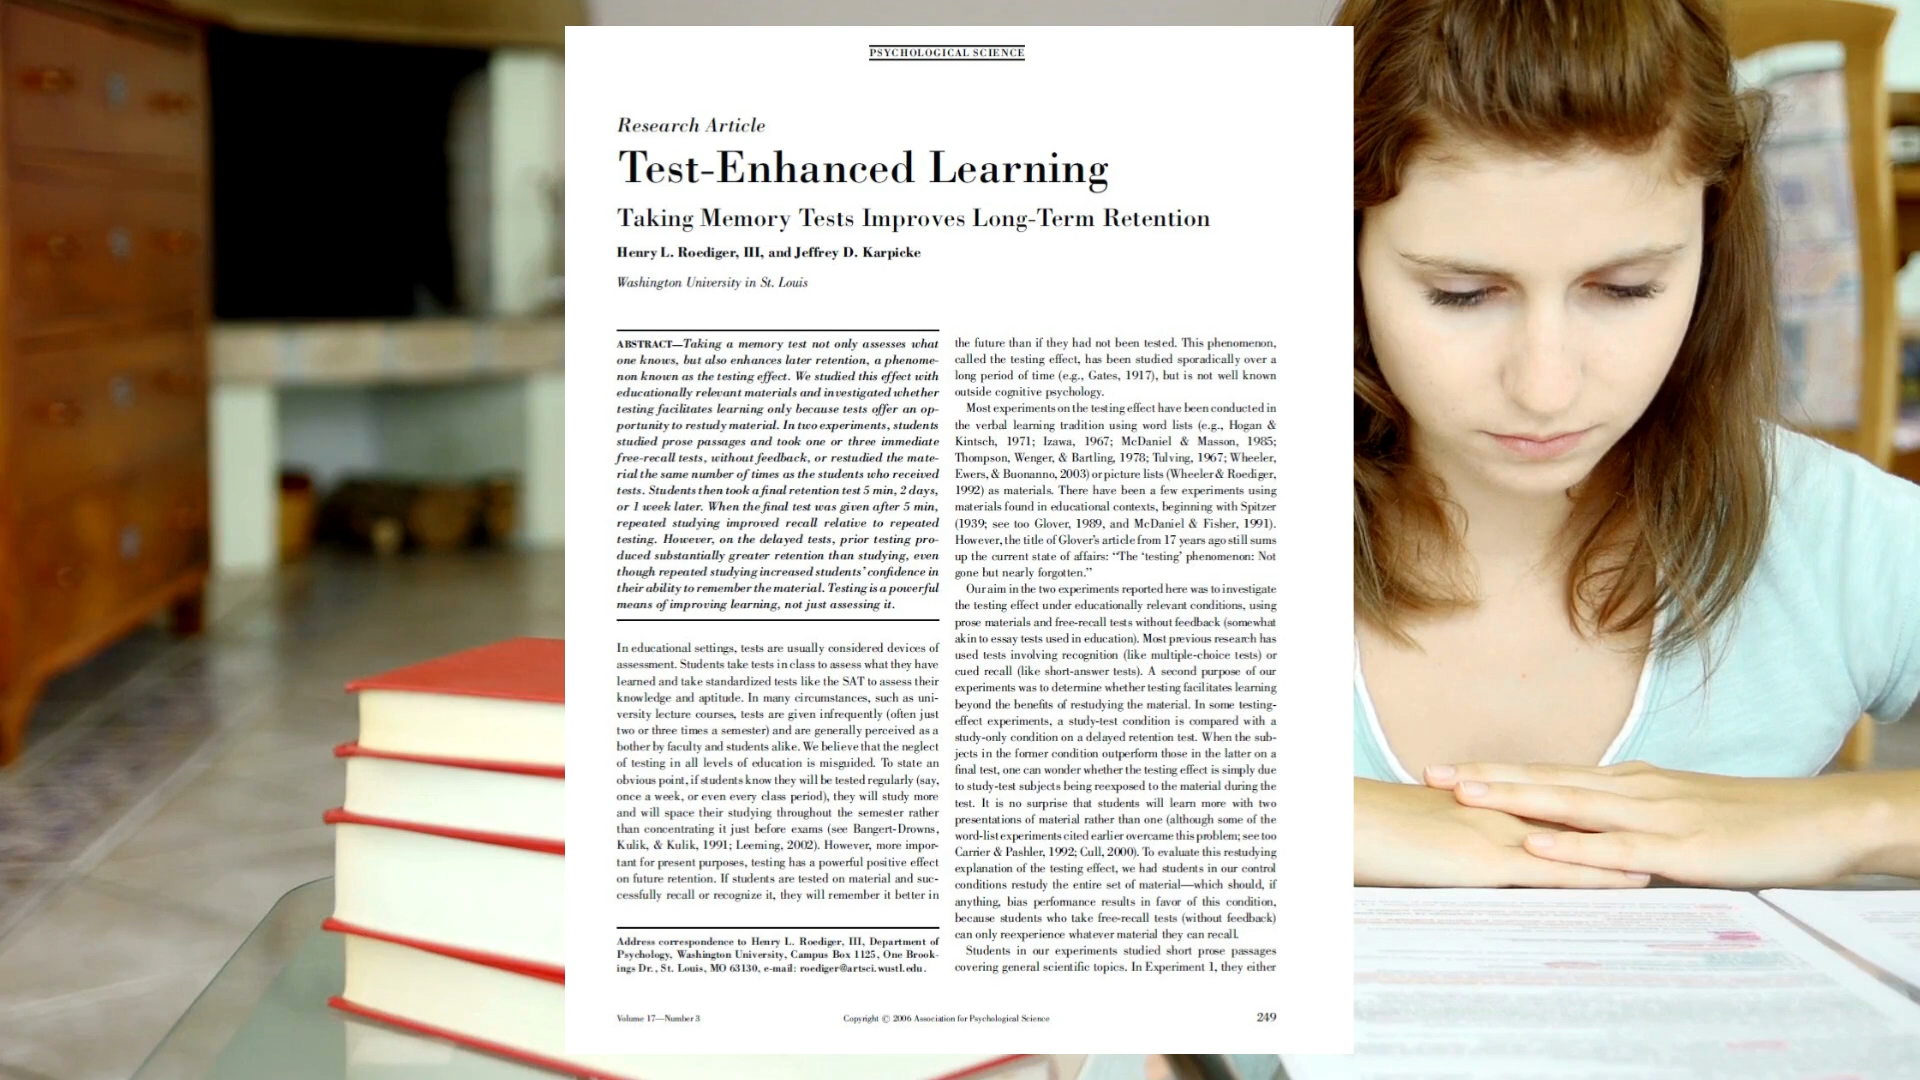 PSYCHOLOGICAL SCIENCE
Research Article
Test-Enhanced Learning
Taking Memory Tests Improves Long-Term Retention
Henry L. Roediger, III, and Jeffrey D. Karpicke
Washington University in St. Louis
ABSTRACT—Taking a memory test not only assesses what
one knows, but also enhances later retention, a phenome-
non known as the testing effect. We studied this effect with
educationally relevant materials and investigated whether
testing facilitates learning only because tests offer an op-
portunity to restudy material. In two experiments, students
studied prose passages and took one or three immediate
free-recall tests, without feedback, or restudied the mate-
rial the same number of times as the students who received
tests. Students then took a final retention test 5 min, 2 days,
or 1 week later. When the final test was given after 5 min,
repeated studying improved recall relative to repeated
testing. However, on the delayed tests, prior testing pro-
duced substantially greater retention than studying, even
though repeated studying increased students' confidence in
their ability to remember the material. Testing is a powerful
means of improving learning, not just assessing it.
In educational settings, tests are usually considered devices of
assessment. Students take tests in class to assess what they have
learned and take standardized tests like the SAT to assess their
knowledge and aptitude. In many circumstances, such as uni-
versity lecture courses, tests are given infrequently (often just
two or three times a semester) and are generally perceived as a
bother by faculty and students alike. We believe that the neglect
of testing in all levels of education is misguided. To state an
obvious point, if students know they will be tested regularly (say,
once a week, or even every class period), they will study more
and will space their studying throughout the semester rather
than concentrating it just before exams (see Bangert-Drowns,
Kulik, & Kulik, 1991; Leeming, 2002). However, more impor-
tant for present purposes, testing has a powerful positive effect
on future retention. If students are tested on material and suc-
cessfully recall or recognize it, they will remember it better in
Address correspondence to Henry L. Roediger, III, Department of
Psychology, Washington University, Campus Box 1125, One Brook-
ings Dr., St. Louis, MO 63130, e-mail: roediger@artsci.wustl.edu.
the future than if they had not been tested. This phenomenon,
called the testing effect, has been studied sporadically over a
long period of time (e.g., Gates, 1917), but is not well known
outside cognitive psychology.
Most experiments on the testing effect have been conducted in
the verbal learning tradition using word lists (e.g., Hogan &
Kintsch, 1971; Izawa, 1967; McDaniel & Masson, 1985;
Thompson, Wenger, & Bartling, 1978; Tulving, 1967; Wheeler,
Ewers, & Buonanno, 2003) or picture lists (Wheeler & Roediger,
1992) as materials. There have been a few experiments using
materials found in educational contexts, beginning with Spitzer
(1939; see too Glover, 1989, and McDaniel & Fisher, 1991).
However, the title of Glover's article from 17 years ago still sums
up the current state of affairs: "The 'testing' phenomenon: Not
gone but nearly forgotten."
Our aim in the two experiments reported here was to investigate
the testing effect under educationally relevant conditions, using
prose materials and free-recall tests without feedback (somewhat
akin to essay tests used in education). Most previous research has
used tests involving recognition (like multiple-choice tests) or
cued recall (like short-answer tests). A second purpose of our
experiments was to determine whether testing facilitates learning
beyond the benefits of restudying the material. In some testing-
effect experiments, a study-test condition is compared with a
study-only condition on a delayed retention test. When the sub-
jects in the former condition outperform those in the latter on a
final test, one can wonder whether the testing effect is simply due
to study-test subjects being reexposed to the material during the
test. It is no surprise that students will learn more with two
presentations of material rather than one (although some of the
word-list experiments cited earlier overcame this problem; see too
Carrier & Pashler, 1992; Cull, 2000). To evaluate this restudying
explanation of the testing effect, we had students in our control
conditions restudy the entire set of material—which should, if
anything, bias performance results in favor of this condition,
because students who take free-recall tests (without feedback)
can only reexperience whatever material they can recall.
Students in our experiments studied short prose passages
covering general scientific topics. In Experiment 1, they either
Volume 17—Number 3
Copyright © 2006 Association for Psychological Science
249